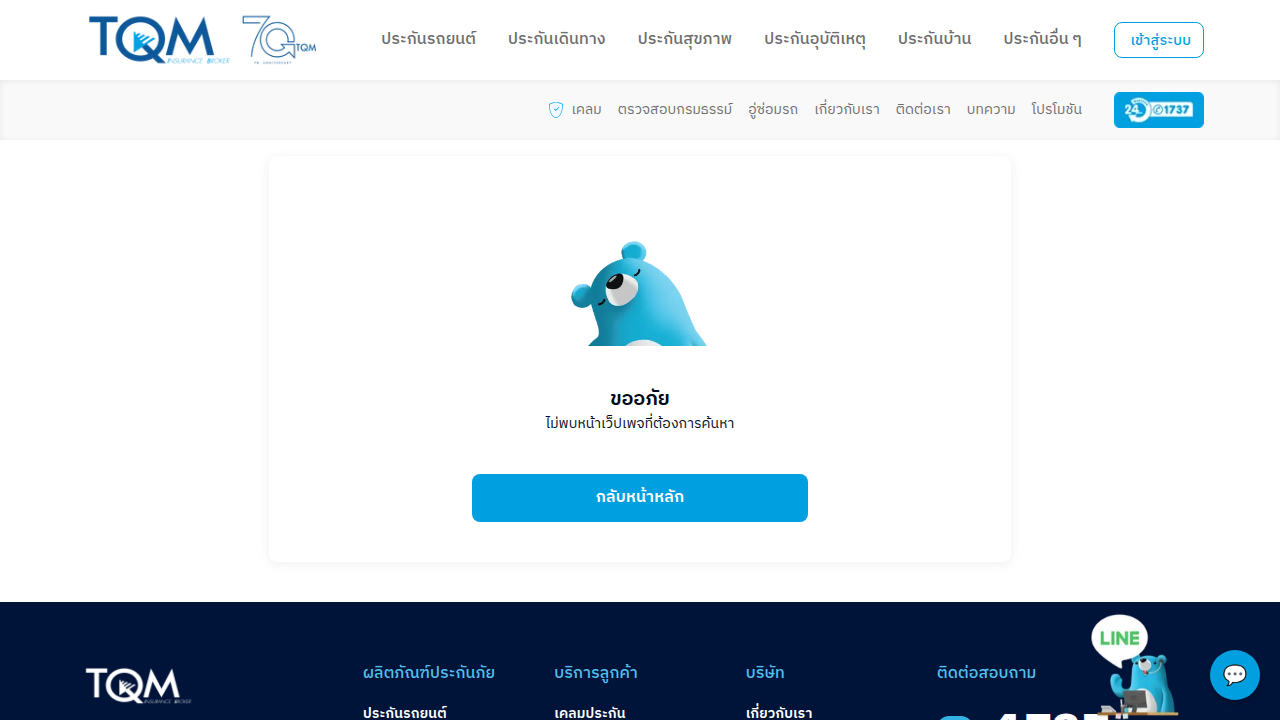 TQM
INSURANCE BROKER
TQM
70 ANNIVERSARY
ประกันรถยนต์
ประกันเดินทาง
ประกันสุขภาพ
ประกันอุบัติเหตุ
ประกันบ้าน
ประกันอื่น ๆ
เข้าสู่ระบบ
เคลม
ตรวจสอบกรมธรรม์
อู่ซ่อมรถ
เกี่ยวกับเรา
ติดต่อเรา
บทความ
โปรโมชัน
24 1737
ขออภัย
ไม่พบหน้าเว็ปเพจที่ต้องการค้นหา
กลับหน้าหลัก
LINE
TQM
INSURANCE BROKER
ผลิตภัณฑ์ประกันภัย
บริการลูกค้า
บริษัท
ติดต่อสอบถาม
ประกันรถยนต์
เคลมประกัน
เกี่ยวกับเรา